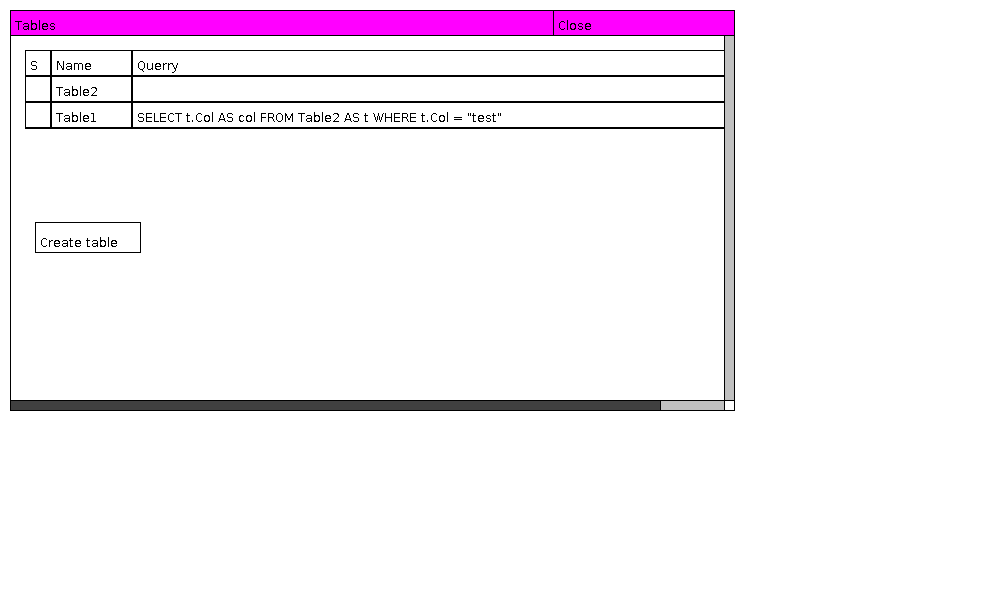 Tables Close
S Name Querry
Table2
Table1 SELECT t.Col AS col FROM Table2 AS t WHERE t.Col = "test"
Create table